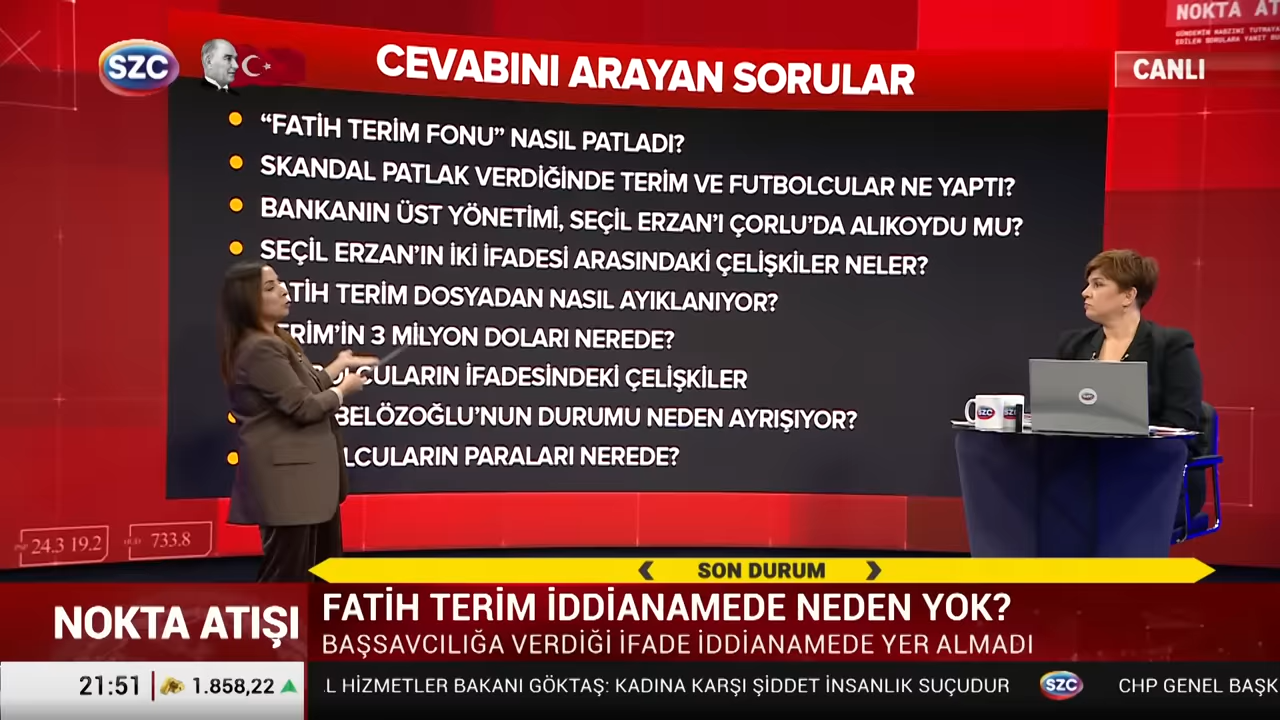 NOKTA AT
SZC
CEVABINI ARAYAN SORULAR
CANLI
“FATİH TERİM FONU” NASIL PATLADI?
SKANDAL PATLAK VERDİĞİNDE TERİM VE FUTBOLCULAR NE YAPTI?
BANKANIN ÜST YÖNETİMİ, SEÇİL ERZAN’I ÇORLU’DA ALIKOYDU MU?
SEÇİL ERZAN’IN İKİ İFADESİ ARASINDAKİ ÇELİŞKİLER NELER?
ATİH TERİM DOSYADAN NASIL AYIKLANIYOR?
ERİM’İN 3 MİLYON DOLARI NEREDE?
OLCULARIN İFADESİNDEKİ ÇELİŞKİLER
BELÖZOĞLU’NUN DURUMU NEDEN AYRIŞIYOR?
LCULARIN PARALARI NEREDE?
SZC
24.3 19.2
733.8
SON DURUM
NOKTA ATIŞI
FATİH TERİM İDDİANAMEDE NEDEN YOK?
BAŞSAVCILIĞA VERDİĞİ İFADE İDDİANAMEDE YER ALMADI
21:51
1.858,22
.L HİZMETLER BAKANI GÖKTAŞ: KADINA KARŞI ŞİDDET İNSANLIK SUÇUDUR SZC CHP GENEL BAŞK